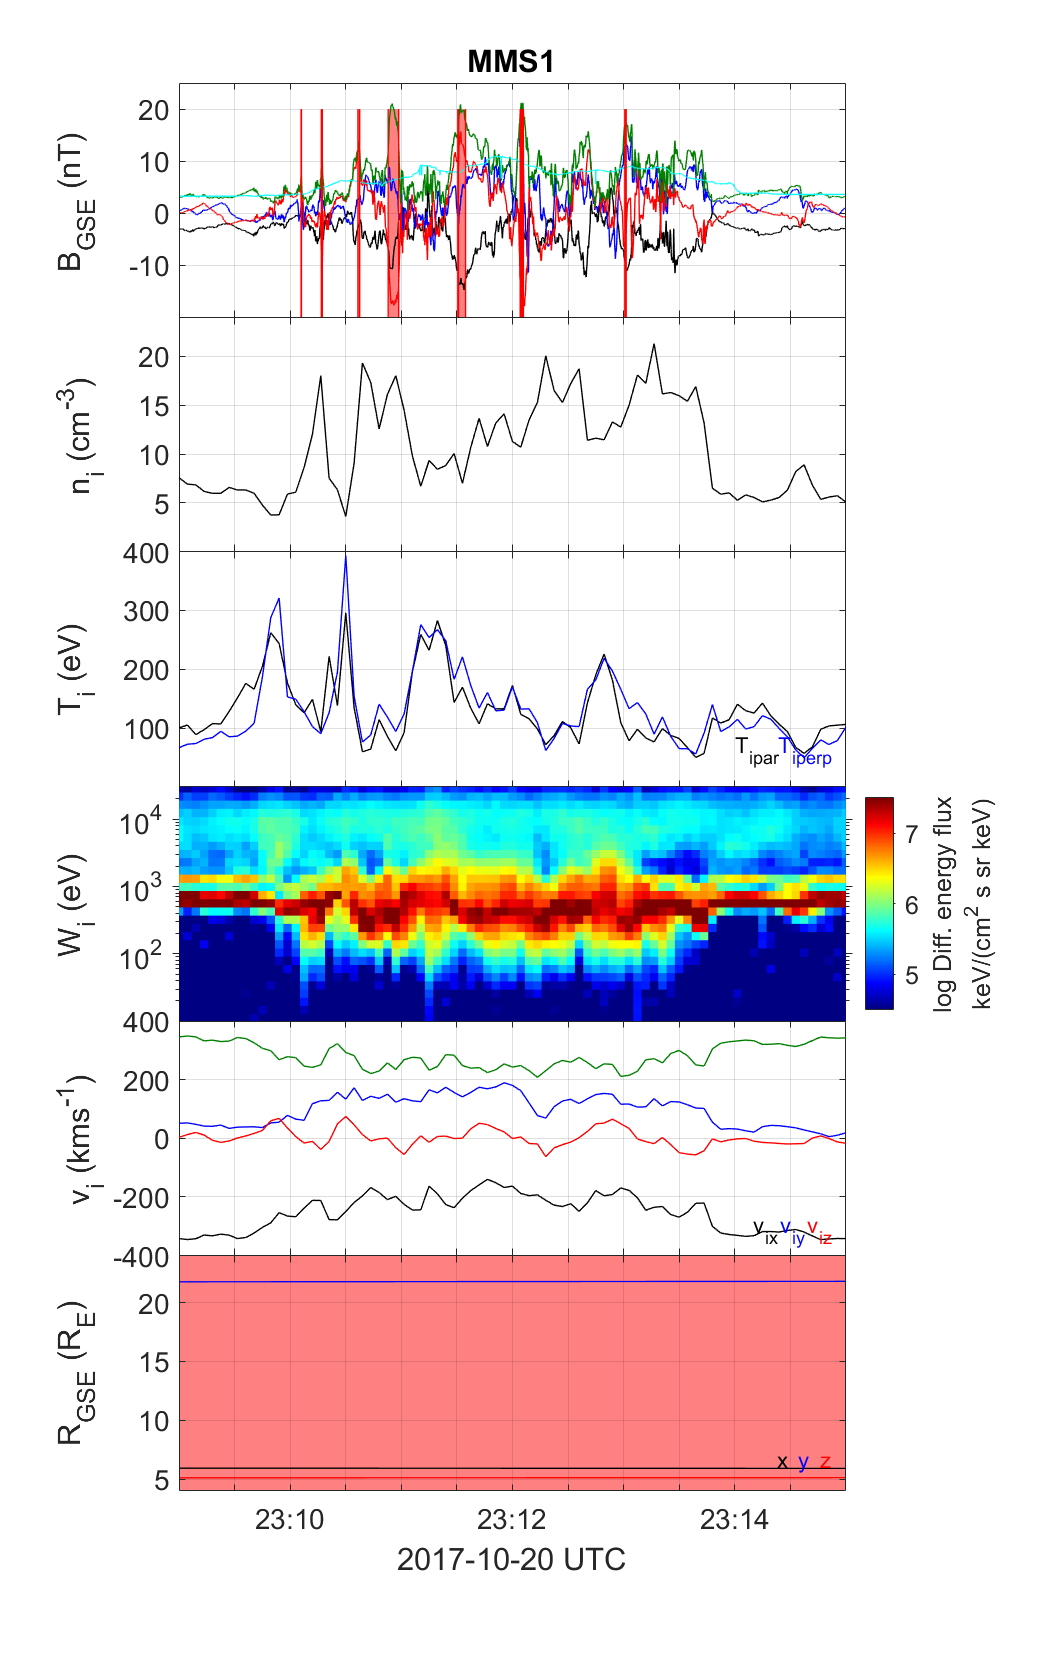 MMS1
20
10
0
-10
B_GSE (nT)
20
15
10
5
n_i (cm^-3)
400
300
200
100
T_i (eV)
T_ipar T_iperp
10^4
10^3
10^2
W_i (eV)
7
6
5
log Diff. energy flux
keV/(cm^2 s sr keV)
400
200
0
-200
-400
v_i (kms^-1)
v_ix v_iy v_iz
20
15
10
5
R_GSE (R_E)
x y z
23:10 23:12 23:14
2017-10-20 UTC